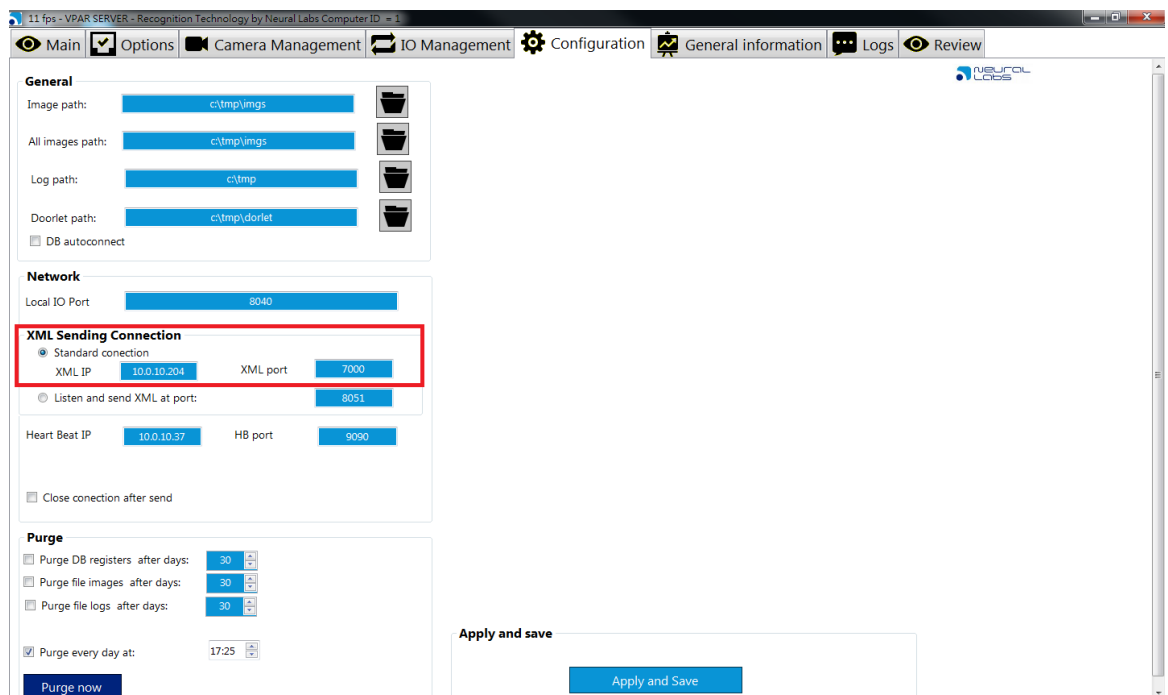 11 fps - VPAR SERVER - Recognition Technology by Neural Labs Computer ID = 1
Main Options Camera Management IO Management Configuration General information Logs Review
Neural Labs
General
Image path: c:\tmp\imgs
All images path: c:\tmp\imgs
Log path: c:\tmp
Doorlet path: c:\tmp\dorlet
DB autoconnect
Network
Local IO Port 8040
XML Sending Connection
Standard conection
XML IP 10.0.10.204 XML port 7000
Listen and send XML at port: 8051
Heart Beat IP 10.0.10.37 HB port 9090
Close conection after send
Purge
Purge DB registers after days: 30
Purge file images after days: 30
Purge file logs after days: 30
Purge every day at: 17:25
Purge now
Apply and save
Apply and Save